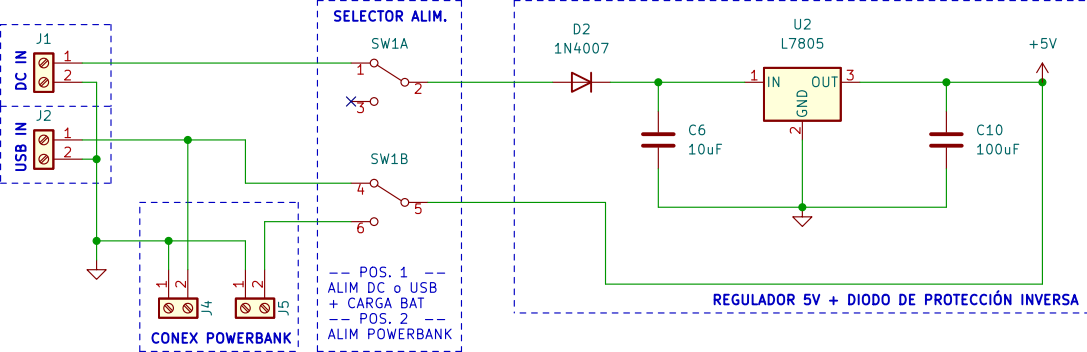 SELECTOR ALIM.
J1
DC IN
1
2
J2
USB IN
1
2
SW1A
1
2
3
SW1B
4
5
6
D2
1N4007
U2
L7805
1
IN
OUT
3
GND
2
+5V
C6
10uF
C10
100uF
1
2
J4
1
2
J5
CONEX POWERBANK
-- POS. 1 --
ALIM DC o USB
+ CARGA BAT
-- POS. 2 --
ALIM POWERBANK
REGULADOR 5V + DIODO DE PROTECCIÓN INVERSA